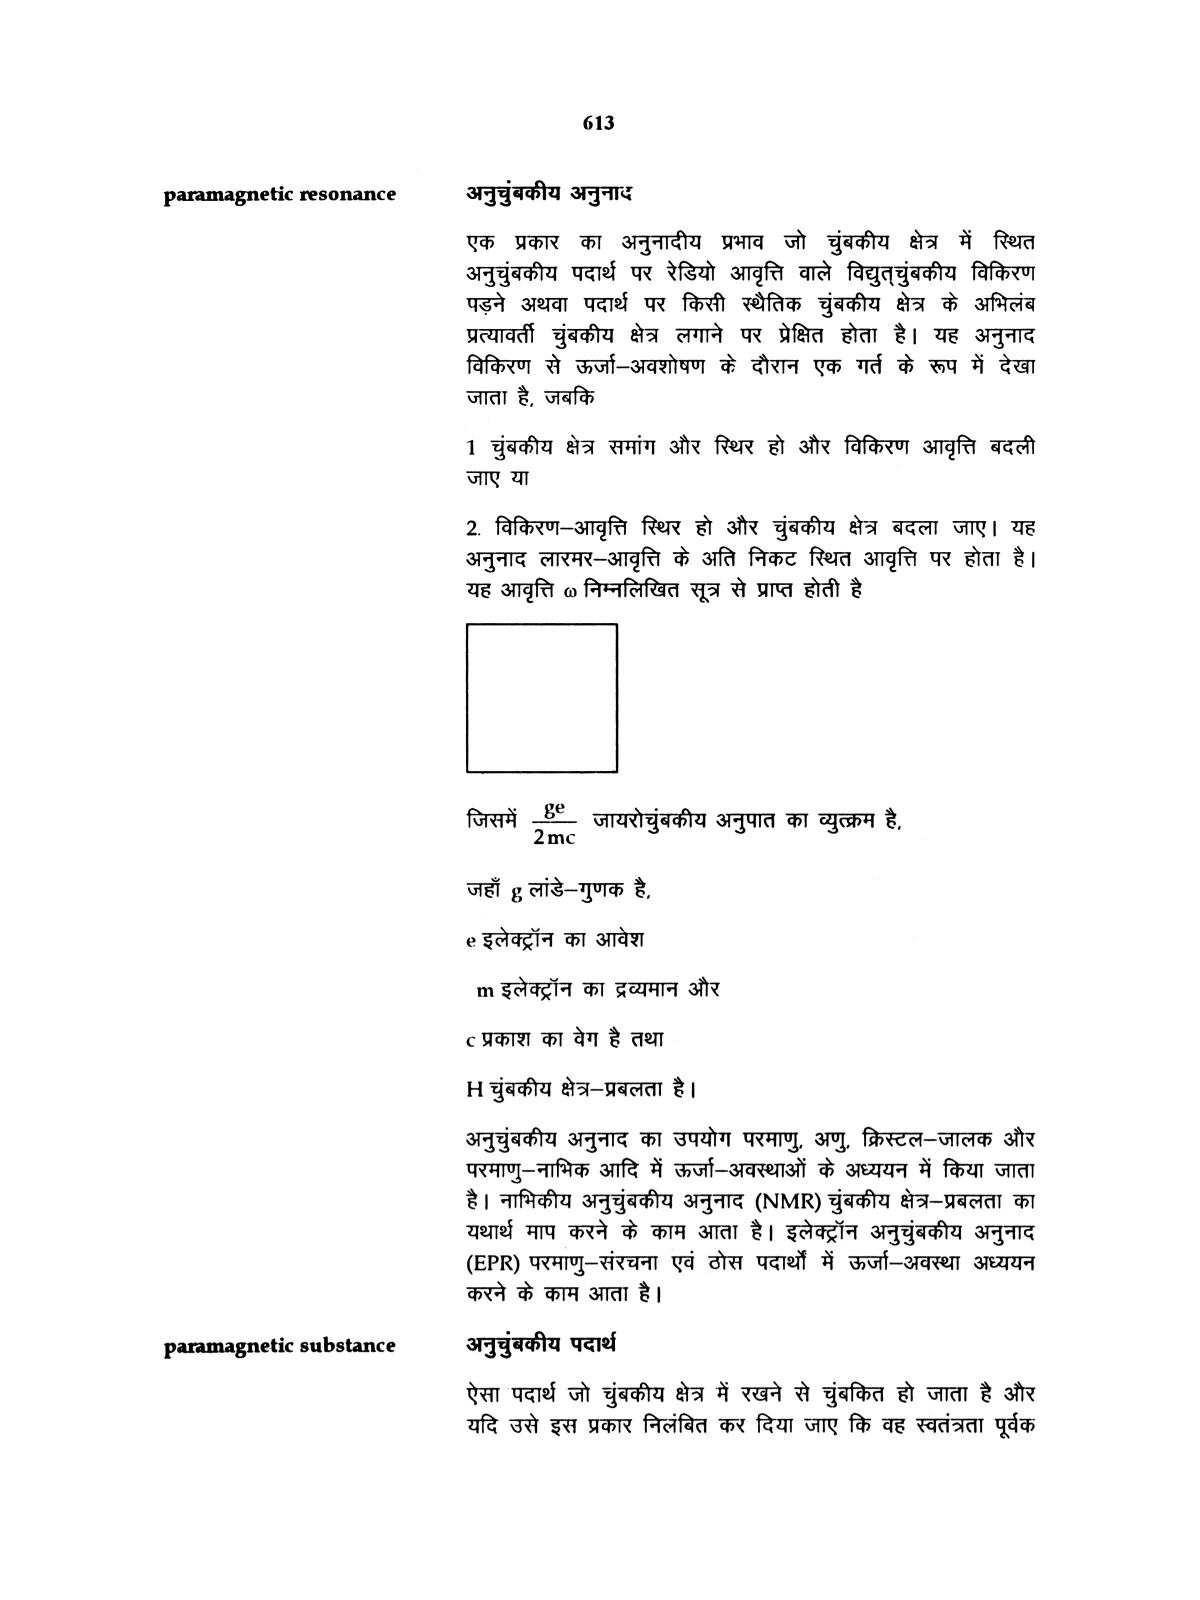 613
paramagnetic resonance अनुचुंबकीय अनुनाद
एक प्रकार का अनुनादीय प्रभाव जो चुंबकीय क्षेत्र में स्थित
अनुचुंबकीय पदार्थ पर रेडियो आवृत्ति वाले विद्युत्चुंबकीय विकिरण
पड़ने अथवा पदार्थ पर किसी स्थैतिक चुंबकीय क्षेत्र के अभिलंब
प्रत्यावर्ती चुंबकीय क्षेत्र लगाने पर प्रेक्षित होता है। यह अनुनाद
विकिरण से ऊर्जा–अवशोषण के दौरान एक गर्त के रूप में देखा
जाता है, जबकि
1 चुंबकीय क्षेत्र समांग और स्थिर हो और विकिरण आवृत्ति बदली
जाए या
2. विकिरण–आवृत्ति स्थिर हो और चुंबकीय क्षेत्र बदला जाए। यह
अनुनाद लारमर–आवृत्ति के अति निकट स्थित आवृत्ति पर होता है।
यह आवृत्ति ω निम्नलिखित सूत्र से प्राप्त होती है
जिसमें ge/2mc जायरोचुंबकीय अनुपात का व्युत्क्रम है,
जहाँ g लांडे–गुणक है,
e इलेक्ट्रॉन का आवेश
m इलेक्ट्रॉन का द्रव्यमान और
c प्रकाश का वेग है तथा
H चुंबकीय क्षेत्र–प्रबलता है।
अनुचुंबकीय अनुनाद का उपयोग परमाणु, अणु, क्रिस्टल–जालक और
परमाणु–नाभिक आदि में ऊर्जा–अवस्थाओं के अध्ययन में किया जाता
है। नाभिकीय अनुचुंबकीय अनुनाद (NMR) चुंबकीय क्षेत्र–प्रबलता का
यथार्थ माप करने के काम आता है। इलेक्ट्रॉन अनुचुंबकीय अनुनाद
(EPR) परमाणु–संरचना एवं ठोस पदार्थों में ऊर्जा–अवस्था अध्ययन
करने के काम आता है।
paramagnetic substance अनुचुंबकीय पदार्थ
ऐसा पदार्थ जो चुंबकीय क्षेत्र में रखने से चुंबकित हो जाता है और
यदि उसे इस प्रकार निलंबित कर दिया जाए कि वह स्वतंत्रता पूर्वक